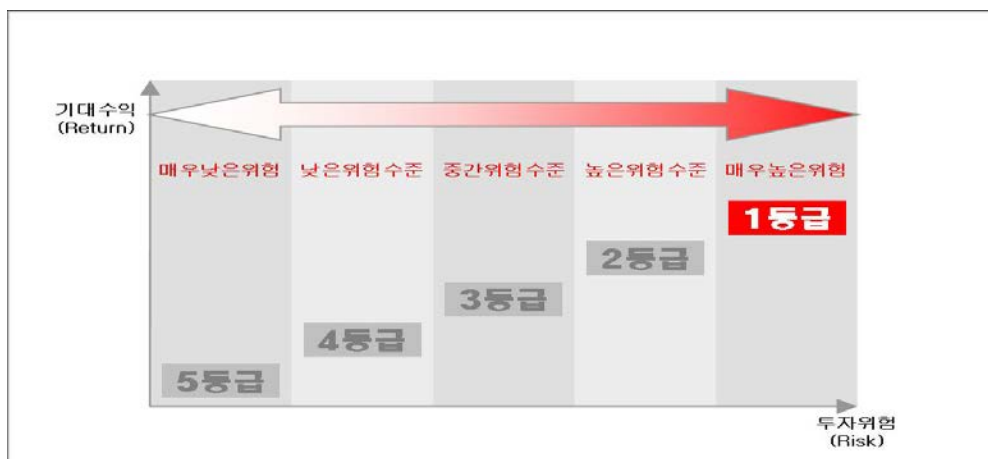 기대수익
(Return)
매우낮은위험 낮은위험수준 중간위험수준 높은위험수준 매우높은위험
1등급
2등급
3등급
4등급
5등급
투자위험
(Risk)